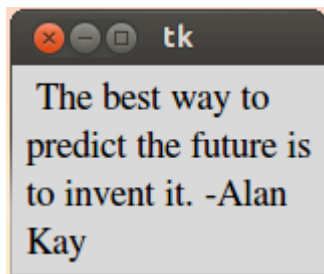 tk
The best way to
predict the future is
to invent it. -Alan
Kay